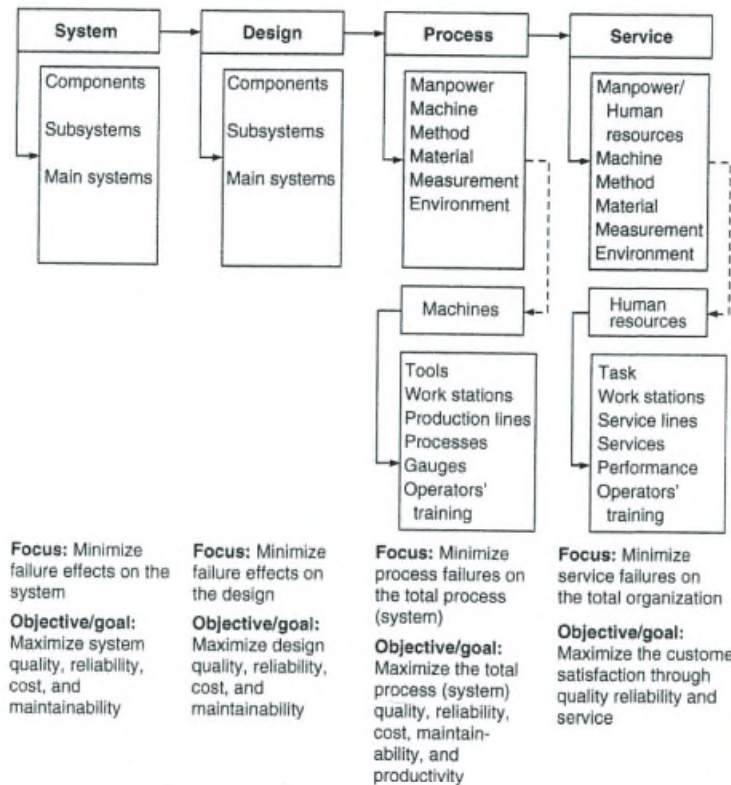 System
Design
Process
Service
Components
Subsystems
Main systems
Components
Subsystems
Main systems
Manpower
Machine
Method
Material
Measurement
Environment
Manpower/
Human
resources
Machine
Method
Material
Measurement
Environment
Machines
Human
resources
Tools
Work stations
Production lines
Processes
Gauges
Operators'
training
Task
Work stations
Service lines
Services
Performance
Operators'
training
Focus: Minimize
failure effects on the
system
Objective/goal:
Maximize system
quality, reliability,
cost, and
maintainability
Focus: Minimize
failure effects on
the design
Objective/goal:
Maximize design
quality, reliability,
cost, and
maintainability
Focus: Minimize
process failures on
the total process
(system)
Objective/goal:
Maximize the total
process (system)
quality, reliability,
cost, maintain-
ability, and
productivity
Focus: Minimize
service failures on
the total organization
Objective/goal:
Maximize the custome
satisfaction through
quality reliability and
service